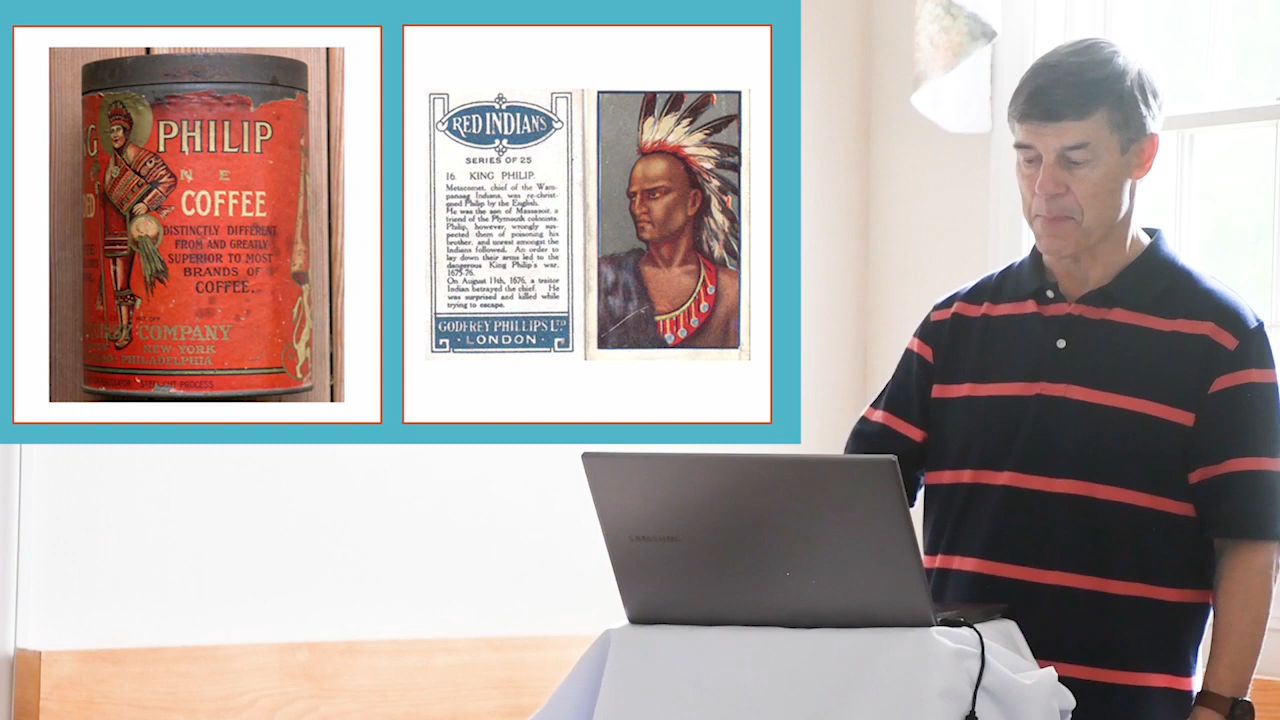 G PHILIP
N E
COFFEE
DISTINCTLY DIFFERENT
FROM AND GREATLY
SUPERIOR TO MOST
BRANDS OF
COFFEE.
COMPANY
NEW YORK
PHILADELPHIA
STEEL-CUT PROCESS
RED INDIANS
SERIES OF 25
16. KING PHILIP.
Metacomet, chief of the Wam-
panaag Indians, was re-christ-
ened Philip by the English.
He was the son of Massasoit, a
friend of the Plymouth colonists.
Philip, however, wrongly sus-
pected them of poisoning his
brother, and unrest amongst the
Indians followed. An order to
lay down their arms led to the
dangerous King Philip's war,
1675-76.
On August 11th, 1676, a traitor
Indian betrayed the chief. He
was surprised and killed while
trying to escape.
GODFREY PHILLIPS LTD
· LONDON ·
SAMSUNG